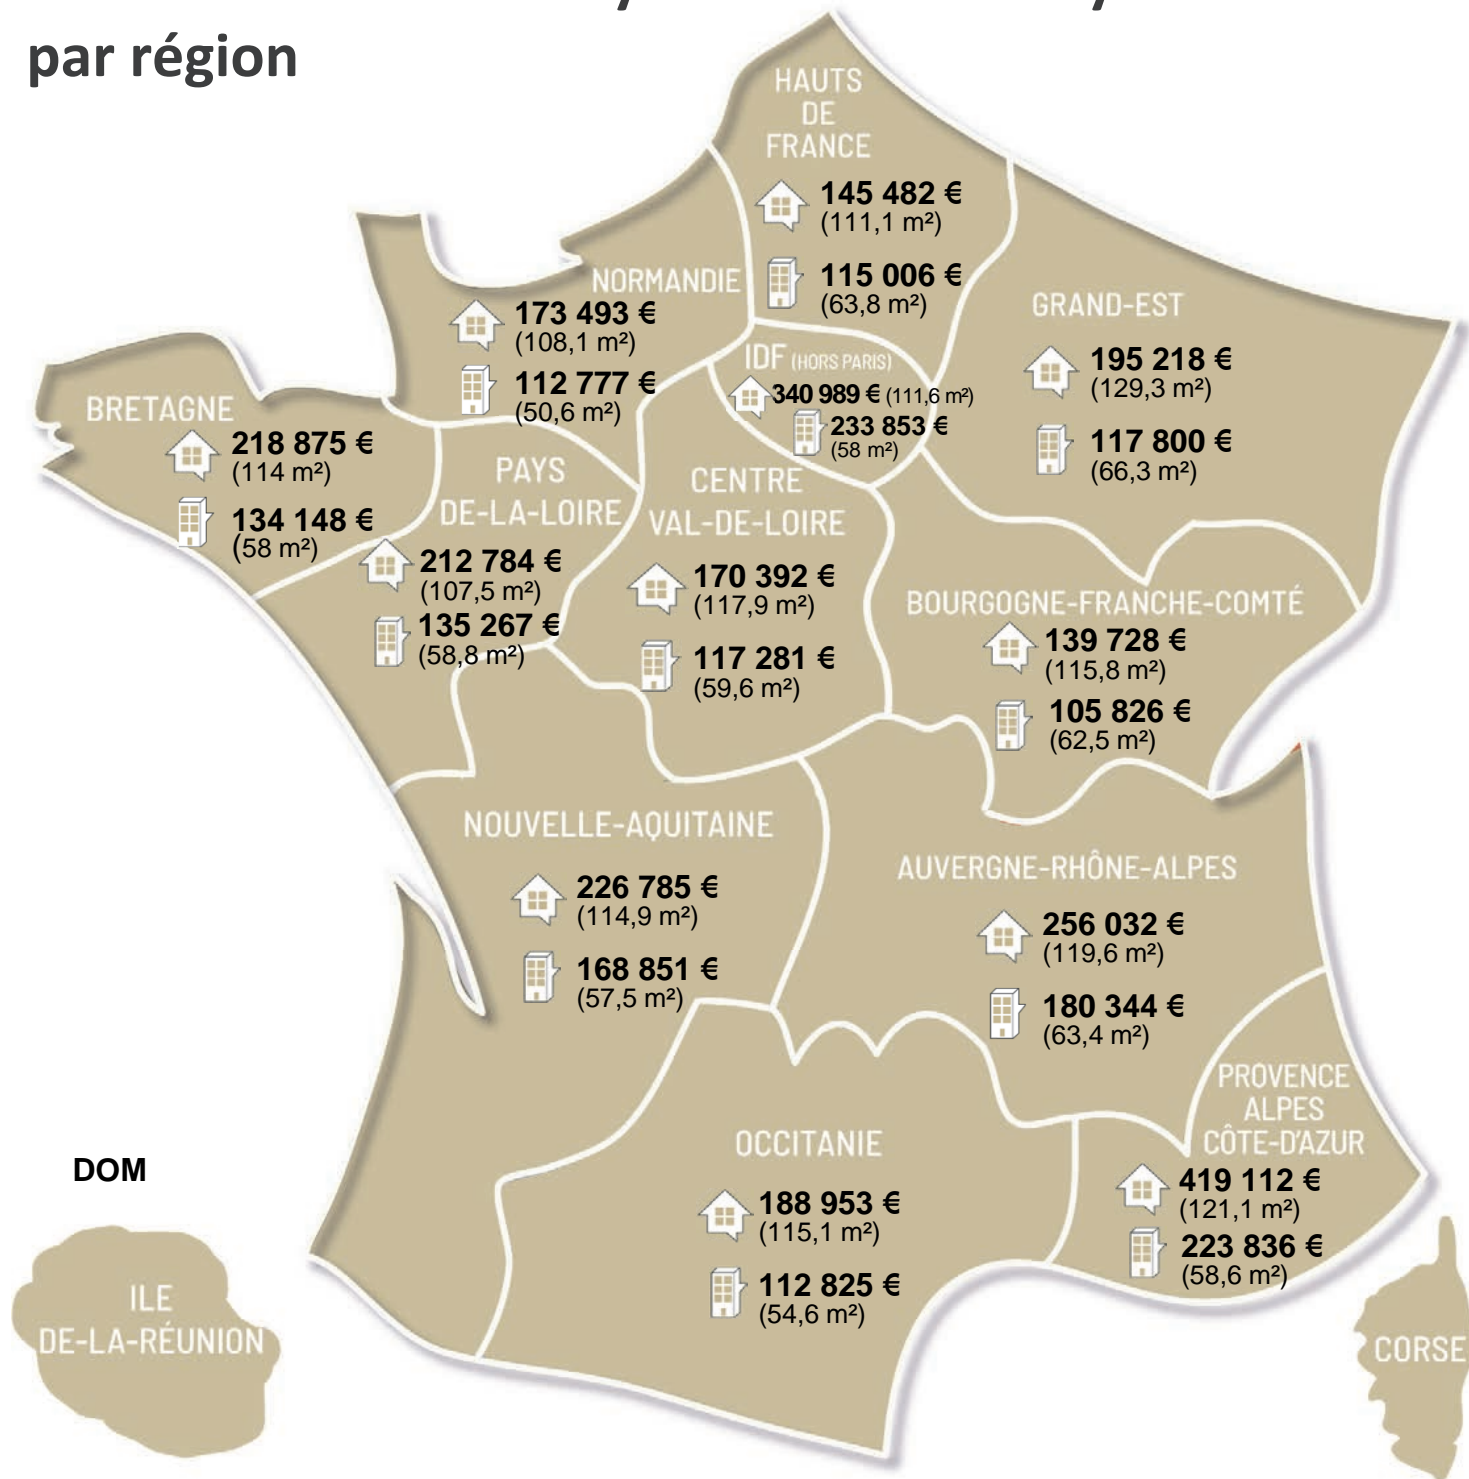 par région
HAUTS
DE
FRANCE
145 482 €
(111,1 m²)
115 006 €
(63,8 m²)
NORMANDIE
173 493 €
(108,1 m²)
112 777 €
(50,6 m²)
GRAND-EST
195 218 €
(129,3 m²)
117 800 €
(66,3 m²)
IDF (HORS PARIS)
340 989 € (111,6 m²)
233 853 €
(58 m²)
BRETAGNE
218 875 €
(114 m²)
134 148 €
(58 m²)
PAYS
DE-LA-LOIRE
212 784 €
(107,5 m²)
135 267 €
(58,8 m²)
CENTRE
VAL-DE-LOIRE
170 392 €
(117,9 m²)
117 281 €
(59,6 m²)
BOURGOGNE-FRANCHE-COMTÉ
139 728 €
(115,8 m²)
105 826 €
(62,5 m²)
NOUVELLE-AQUITAINE
226 785 €
(114,9 m²)
168 851 €
(57,5 m²)
AUVERGNE-RHÔNE-ALPES
256 032 €
(119,6 m²)
180 344 €
(63,4 m²)
PROVENCE
ALPES
CÔTE-D'AZUR
419 112 €
(121,1 m²)
223 836 €
(58,6 m²)
OCCITANIE
188 953 €
(115,1 m²)
112 825 €
(54,6 m²)
DOM
ILE
DE-LA-RÉUNION
CORSE